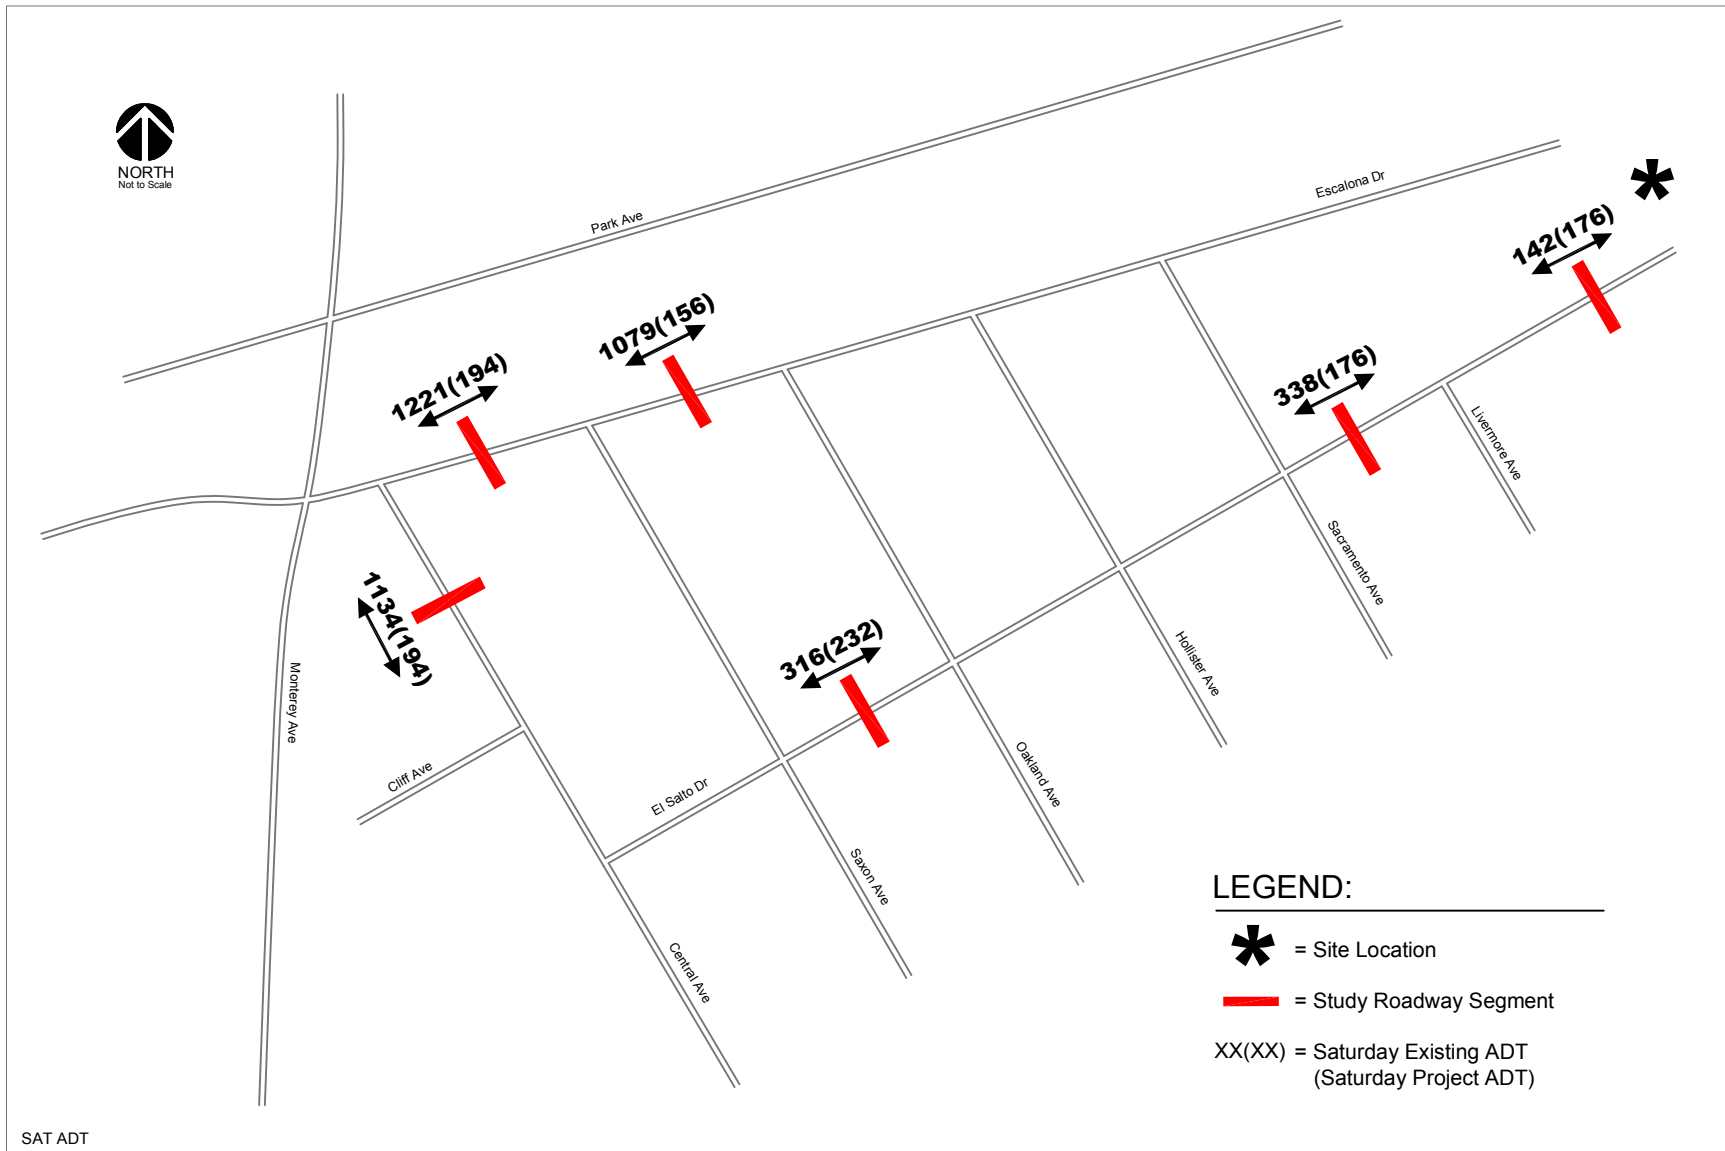 NORTH
Not to Scale
Park Ave
Escalona Dr
142(176)
1079(156)
1221(194)
338(176)
Livermore Ave
Sacramento Ave
1134(194)
316(232)
Hollister Ave
Monterey Ave
Cliff Ave
El Salto Dr
Oakland Ave
Saxon Ave
Central Ave
LEGEND:
= Site Location
= Study Roadway Segment
XX(XX) = Saturday Existing ADT
(Saturday Project ADT)
SAT ADT